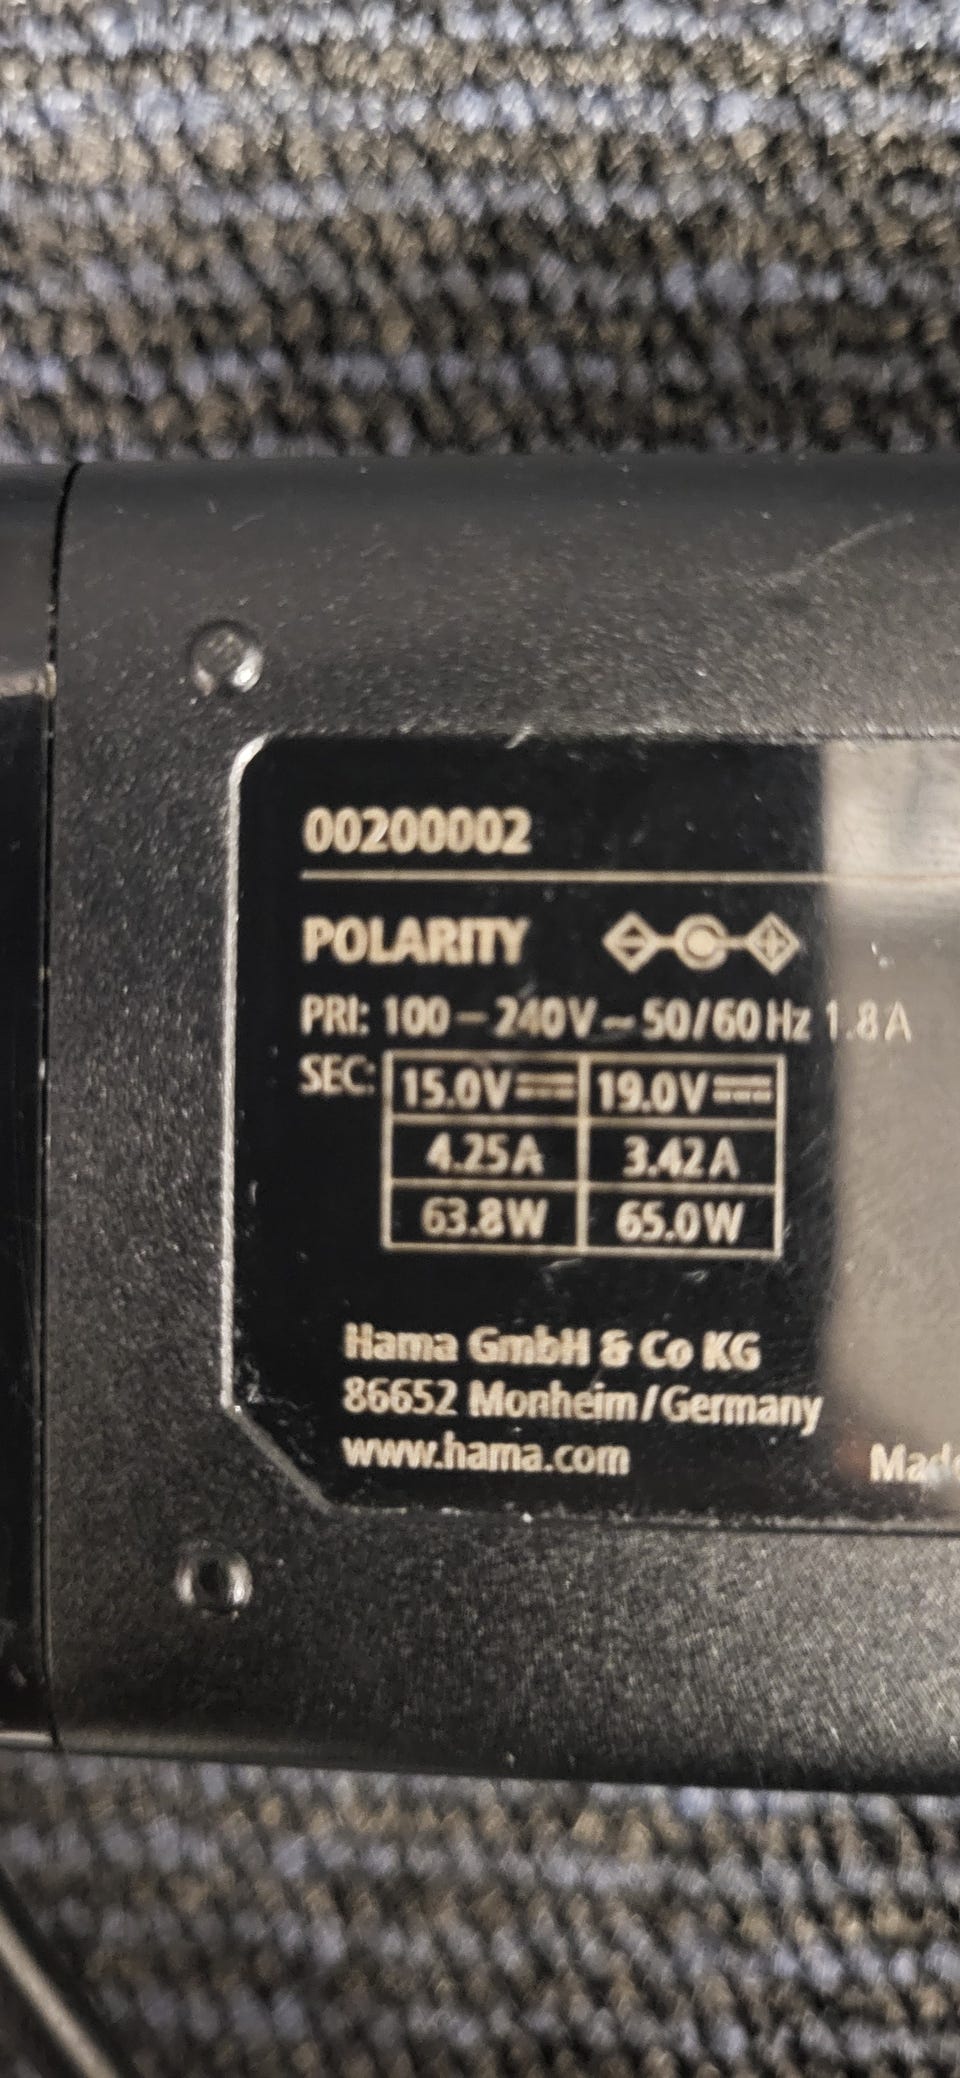 00200002
POLARITY
PRI: 100 – 240V ~ 50/60Hz 1.8A
SEC: 15.0V⎓ 19.0V⎓
4.25A 3.42A
63.8W 65.0W
Hama GmbH & Co KG
86652 Monheim/Germany
www.hama.com
Made